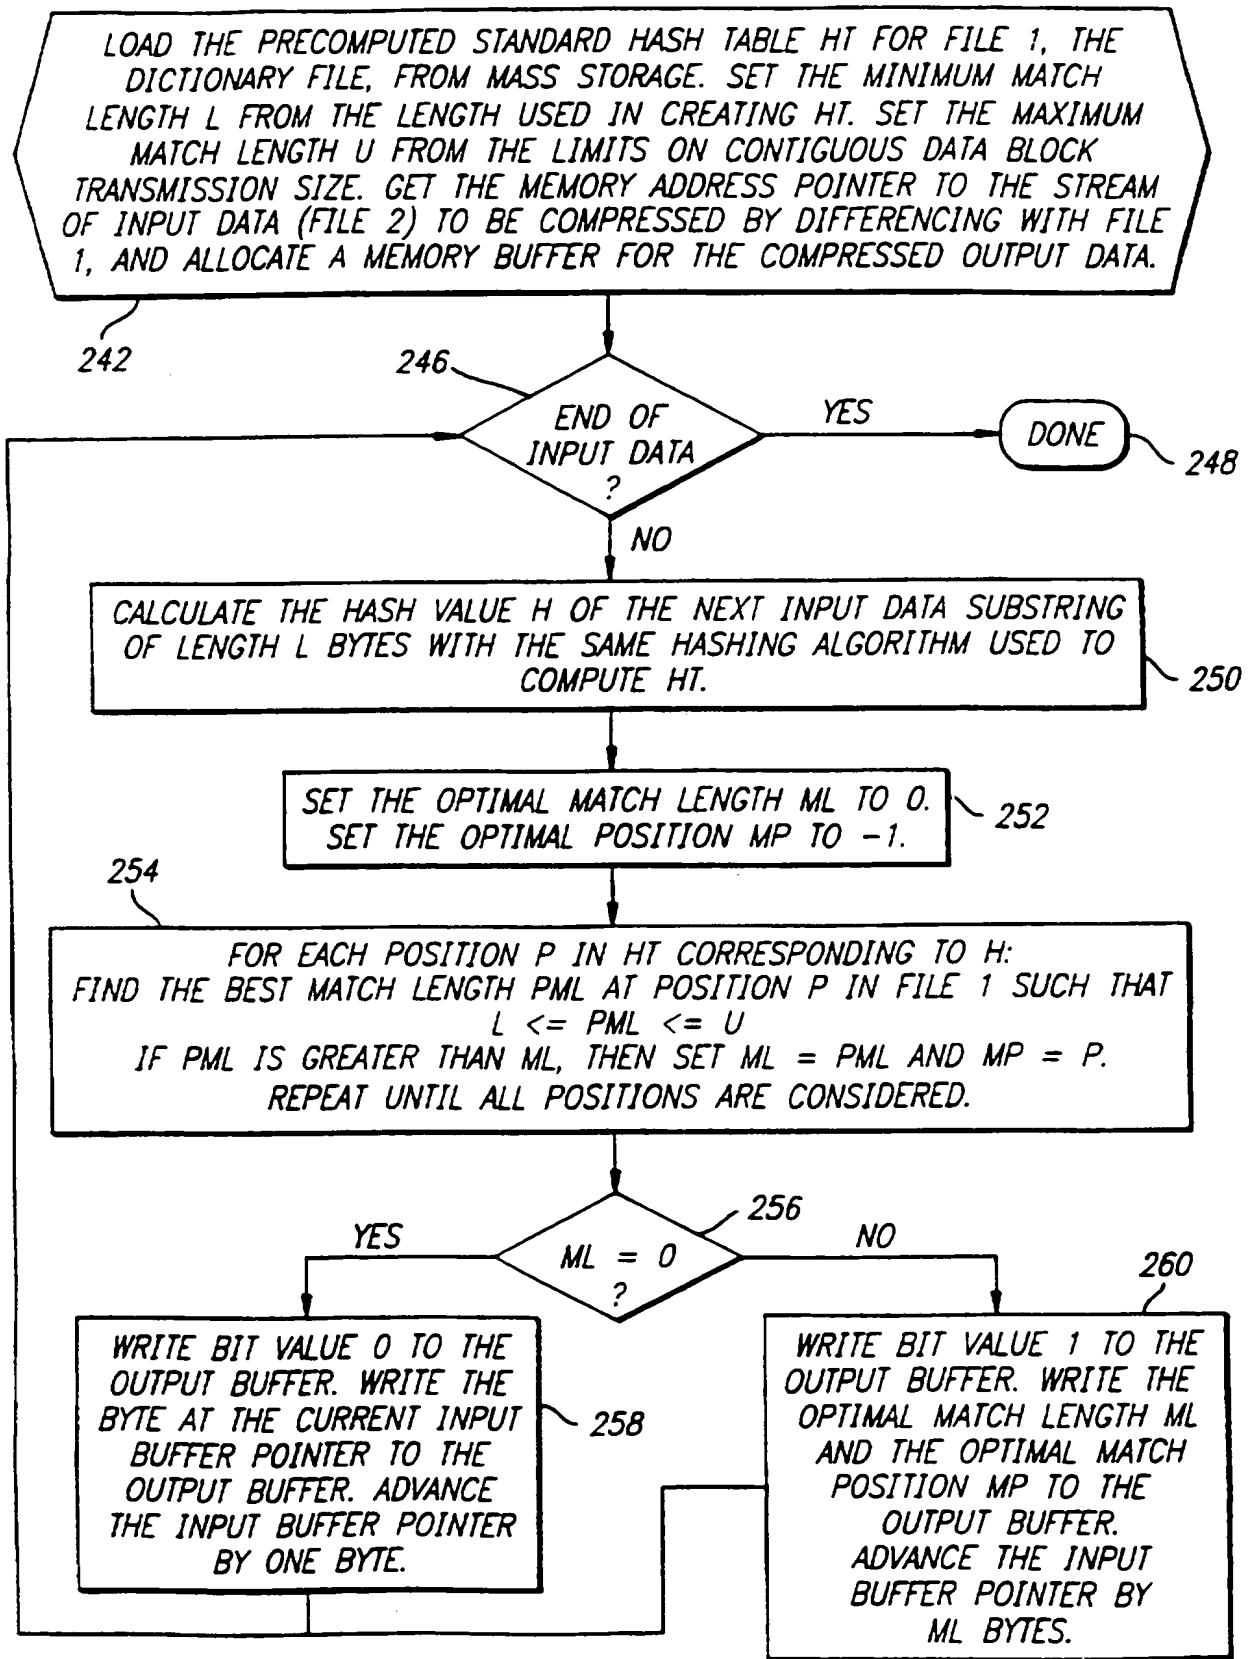 LOAD THE PRECOMPUTED STANDARD HASH TABLE HT FOR FILE 1, THE
DICTIONARY FILE, FROM MASS STORAGE. SET THE MINIMUM MATCH
LENGTH L FROM THE LENGTH USED IN CREATING HT. SET THE MAXIMUM
MATCH LENGTH U FROM THE LIMITS ON CONTIGUOUS DATA BLOCK
TRANSMISSION SIZE. GET THE MEMORY ADDRESS POINTER TO THE STREAM
OF INPUT DATA (FILE 2) TO BE COMPRESSED BY DIFFERENCING WITH FILE
1, AND ALLOCATE A MEMORY BUFFER FOR THE COMPRESSED OUTPUT DATA.
242
246
END OF
INPUT DATA
?
YES
DONE
248
NO
CALCULATE THE HASH VALUE H OF THE NEXT INPUT DATA SUBSTRING
OF LENGTH L BYTES WITH THE SAME HASHING ALGORITHM USED TO
COMPUTE HT.
250
SET THE OPTIMAL MATCH LENGTH ML TO 0.
SET THE OPTIMAL POSITION MP TO -1.
252
254
FOR EACH POSITION P IN HT CORRESPONDING TO H:
FIND THE BEST MATCH LENGTH PML AT POSITION P IN FILE 1 SUCH THAT
L <= PML <= U
IF PML IS GREATER THAN ML, THEN SET ML = PML AND MP = P.
REPEAT UNTIL ALL POSITIONS ARE CONSIDERED.
256
YES
ML = 0
?
NO
WRITE BIT VALUE 0 TO THE
OUTPUT BUFFER. WRITE THE
BYTE AT THE CURRENT INPUT
BUFFER POINTER TO THE
OUTPUT BUFFER. ADVANCE
THE INPUT BUFFER POINTER
BY ONE BYTE.
258
260
WRITE BIT VALUE 1 TO THE
OUTPUT BUFFER. WRITE THE
OPTIMAL MATCH LENGTH ML
AND THE OPTIMAL MATCH
POSITION MP TO THE
OUTPUT BUFFER.
ADVANCE THE INPUT
BUFFER POINTER BY
ML BYTES.